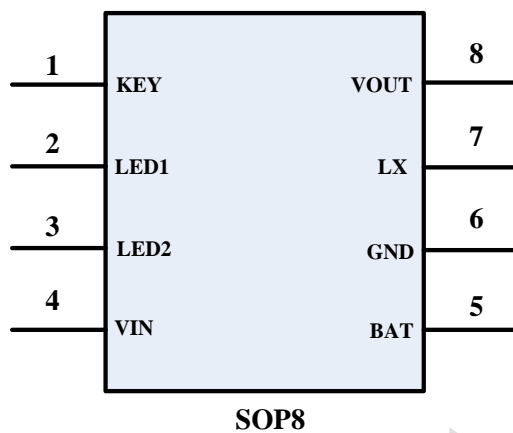 1 KEY VOUT 8
2 LED1 LX 7
3 LED2 GND 6
4 VIN BAT 5
SOP8